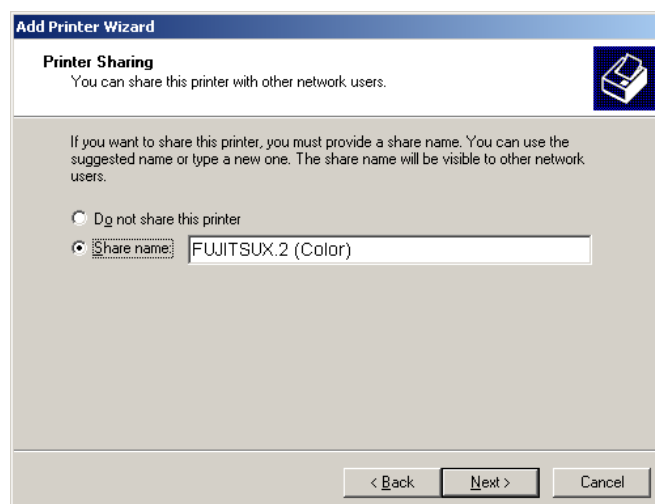 Add Printer Wizard
Printer Sharing
You can share this printer with other network users.
If you want to share this printer, you must provide a share name. You can use the
suggested name or type a new one. The share name will be visible to other network
users.
Do not share this printer
Share name: FUJITSUX.2 (Color)
< Back Next > Cancel